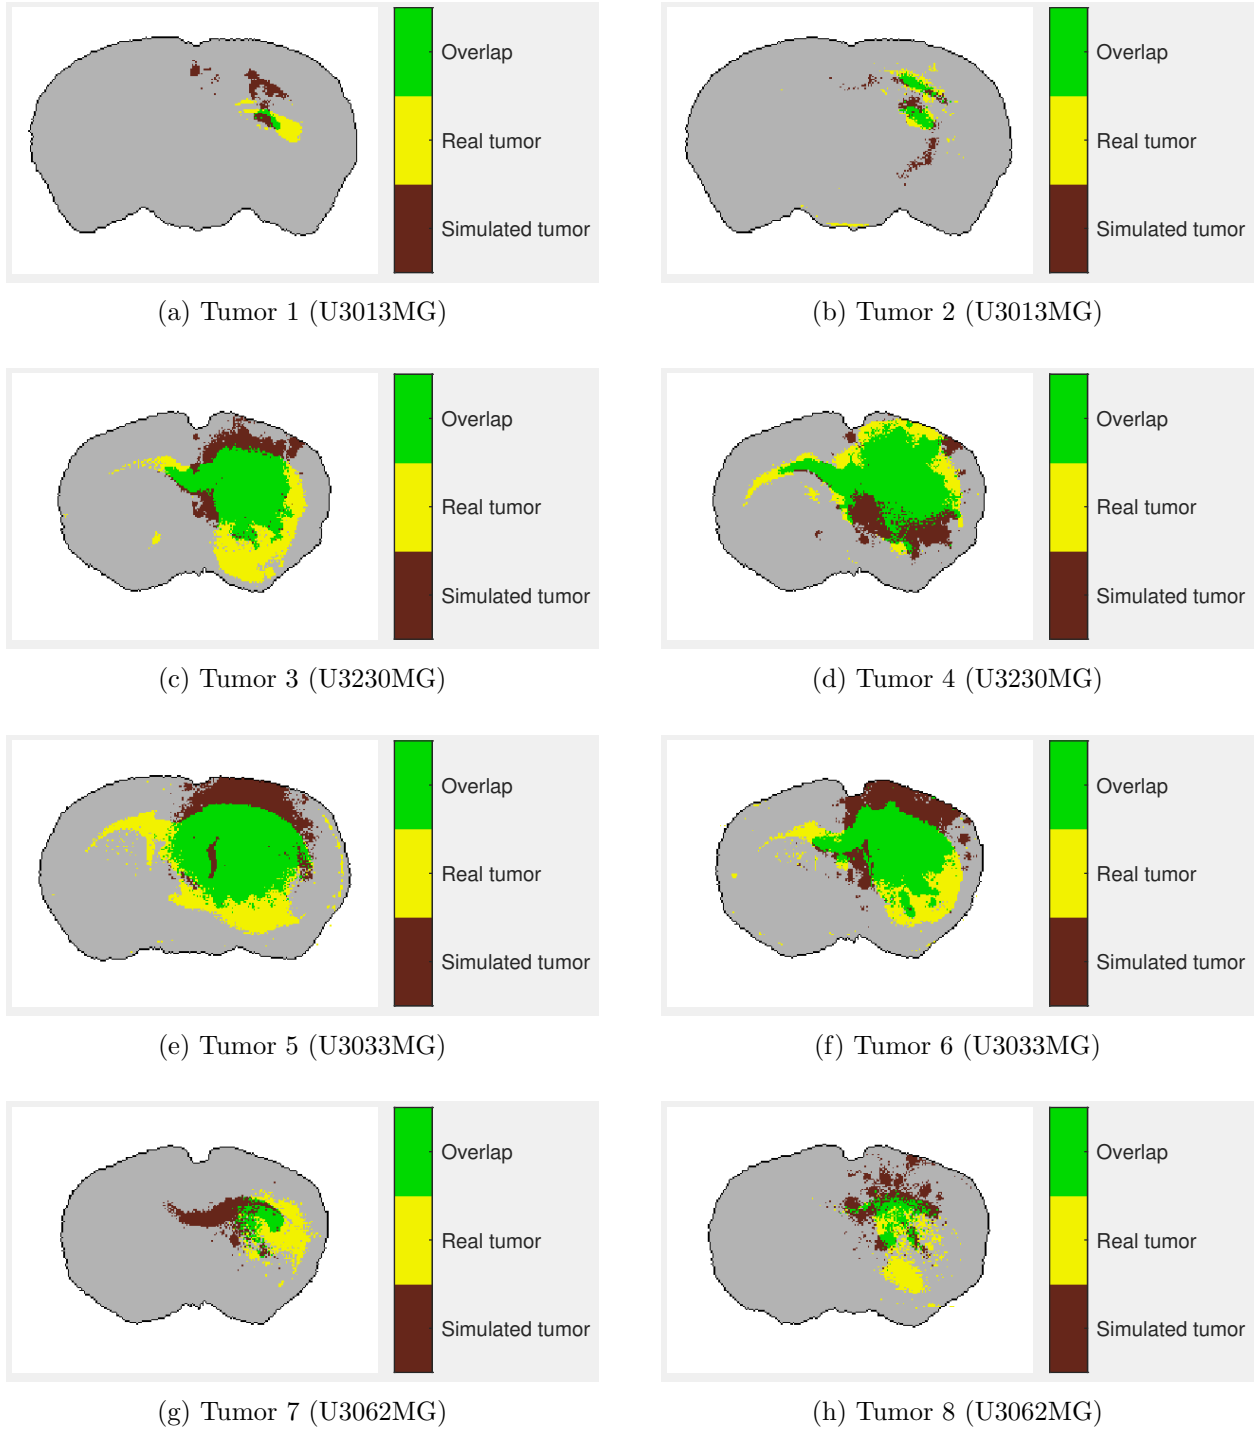 Overlap
Real tumor
Simulated tumor
(a) Tumor 1 (U3013MG)
Overlap
Real tumor
Simulated tumor
(b) Tumor 2 (U3013MG)
Overlap
Real tumor
Simulated tumor
(c) Tumor 3 (U3230MG)
Overlap
Real tumor
Simulated tumor
(d) Tumor 4 (U3230MG)
Overlap
Real tumor
Simulated tumor
(e) Tumor 5 (U3033MG)
Overlap
Real tumor
Simulated tumor
(f) Tumor 6 (U3033MG)
Overlap
Real tumor
Simulated tumor
(g) Tumor 7 (U3062MG)
Overlap
Real tumor
Simulated tumor
(h) Tumor 8 (U3062MG)